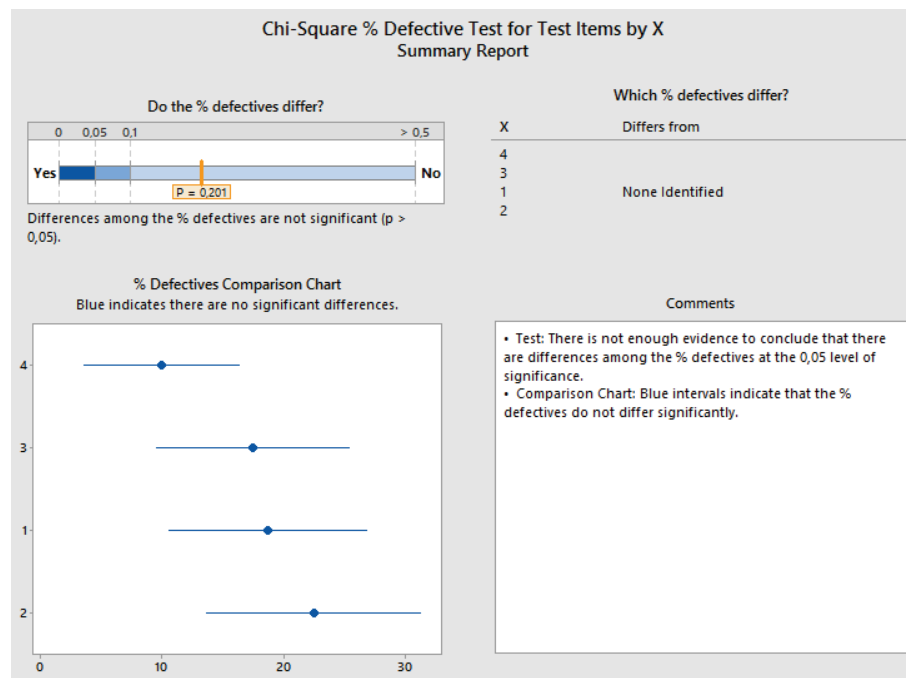 Chi-Square % Defective Test for Test Items by X
Summary Report
Do the % defectives differ?
0 0,05 0,1 > 0,5
Yes No
P = 0,201
Differences among the % defectives are not significant (p >
0,05).
Which % defectives differ?
X Differs from
4
3
1 None Identified
2
% Defectives Comparison Chart
Blue indicates there are no significant differences.
4
3
1
2
0 10 20 30
Comments
• Test: There is not enough evidence to conclude that there
are differences among the % defectives at the 0,05 level of
significance.
• Comparison Chart: Blue intervals indicate that the %
defectives do not differ significantly.